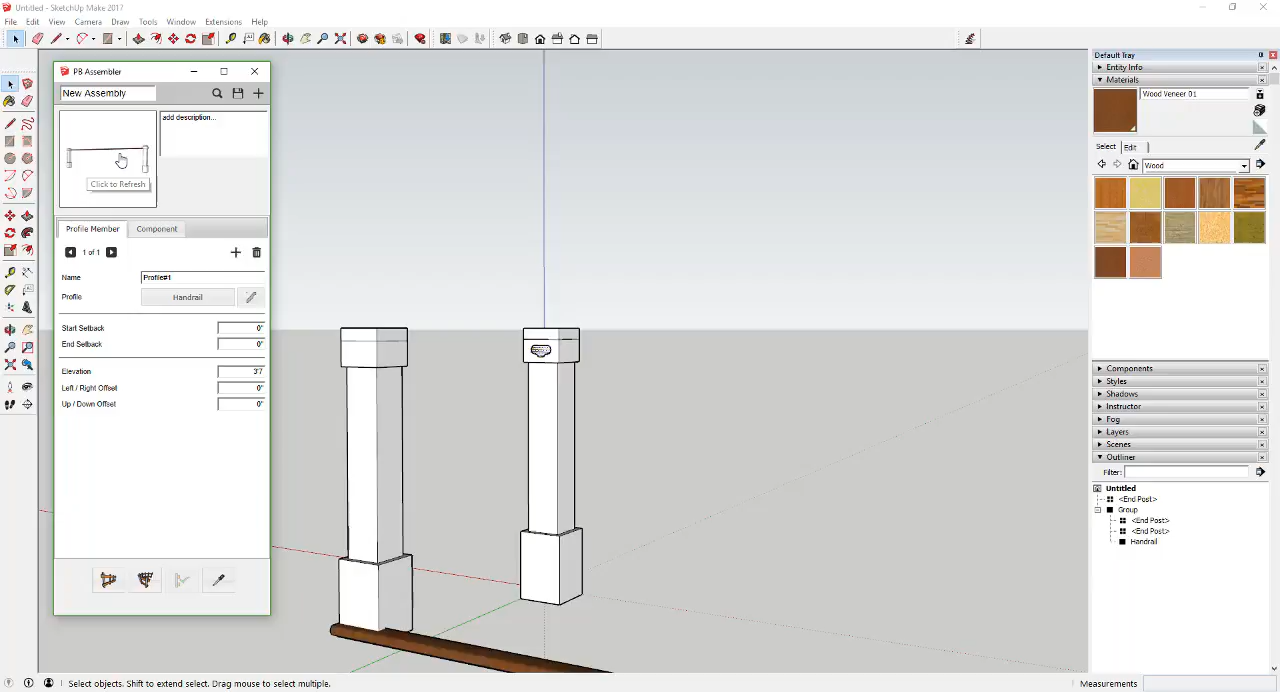 Untitled - SketchUp Make 2017
File Edit View Camera Draw Tools Window Extensions Help
PB Assembler
New Assembly
add description...
Click to Refresh
Profile Member Component
1 of 1
Name Profile#1
Profile Handrail
Start Setback 0"
End Setback 0"
Elevation 3'7
Left / Right Offset 0"
Up / Down Offset 0"
Default Tray
Entity Info
Materials
Wood Veneer 01
Select Edit
Wood
Components
Styles
Shadows
Instructor
Fog
Layers
Scenes
Outliner
Filter:
Untitled
<End Post>
Group
<End Post>
<End Post>
Handrail
Select objects. Shift to extend select. Drag mouse to select multiple.
Measurements